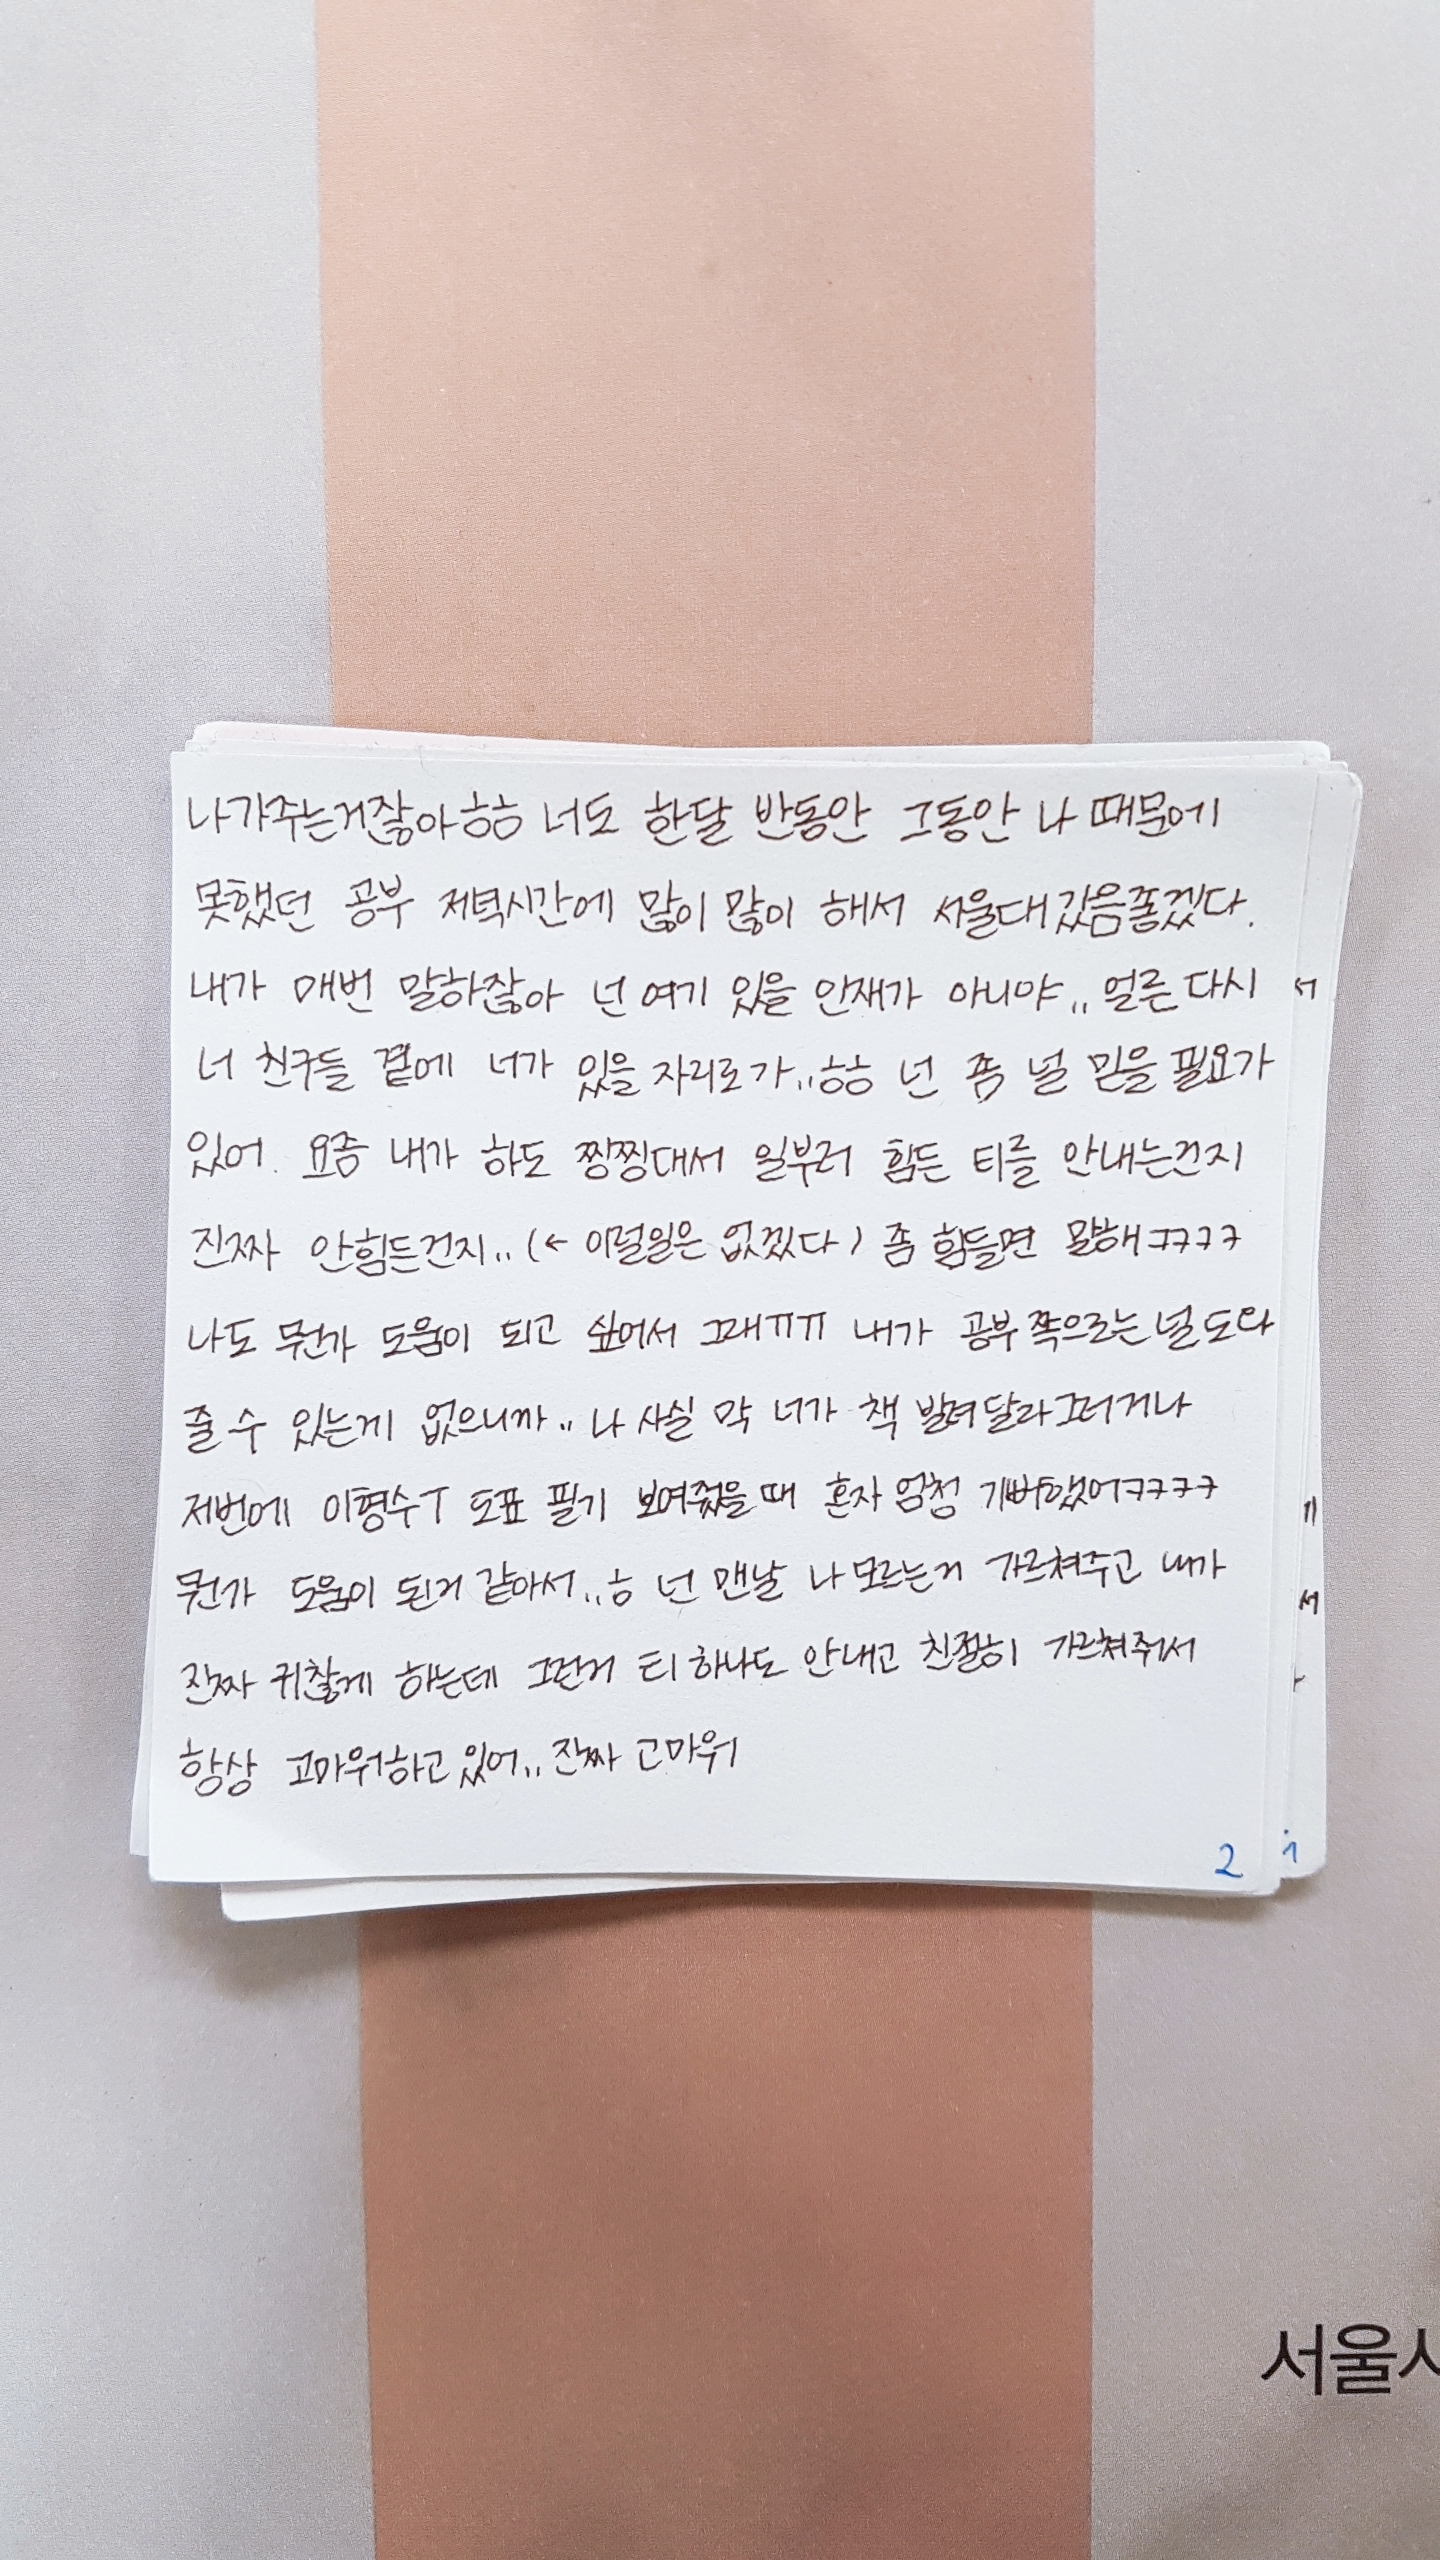 나가주는거잖아ㅎㅎ 너도 한달 반동안 그동안 나 때문에
못했던 공부 저녁시간에 많이 많이 해서 서울대 갔음좋겠다.
내가 매번 말하잖아 넌 여기 있을 인재가 아니야.. 얼른 다시
너 친구들 곁에 너가 있을 자리로 가..ㅎㅎ 넌 좀 널 믿을 필요가
있어. 요즘 내가 하도 찡찡대서 일부러 힘든 티를 안내는건지
진짜 안힘든건지.. (← 이럴일은 없겠다) 좀 힘들면 말해ㅋㅋㅋㅋ
나도 뭔가 도움이 되고 싶어서 그래ㅠㅠ 내가 공부 쪽으로는 널 도와
줄 수 있는게 없으니까.. 나 사실 막 너가 책 빌려달라그러거나
저번에 이형수T 도표 필기 보여줬을 때 혼자 엄청 기뻐했어ㅋㅋㅋㅋ
뭔가 도움이 된거 같아서..ㅎ 넌 맨날 나 모르는거 가르쳐주고 내가
진짜 귀찮게 하는데 그런거 티 하나도 안내고 친절히 가르쳐줘서
항상 고마워하고 있어.. 진짜 고마워
2
1
서울시